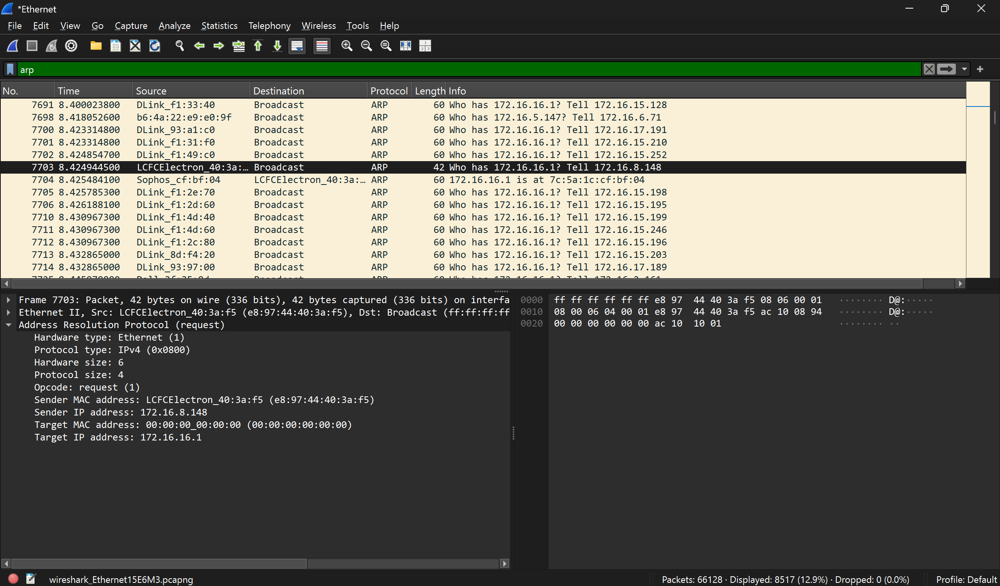 *Ethernet
File Edit View Go Capture Analyze Statistics Telephony Wireless Tools Help
arp
No. Time Source Destination Protocol Length Info
7691 8.400023800 DLink_f1:33:40 Broadcast ARP 60 Who has 172.16.16.1? Tell 172.16.15.128
7698 8.418052600 b6:4a:22:e9:e0:9f Broadcast ARP 60 Who has 172.16.5.147? Tell 172.16.6.71
7700 8.423314800 DLink_93:a1:c0 Broadcast ARP 60 Who has 172.16.16.1? Tell 172.16.17.191
7701 8.423314800 DLink_f1:31:f0 Broadcast ARP 60 Who has 172.16.16.1? Tell 172.16.15.210
7702 8.424854700 DLink_f1:49:c0 Broadcast ARP 60 Who has 172.16.16.1? Tell 172.16.15.252
7703 8.424944500 LCFCElectron_40:3a:… Broadcast ARP 42 Who has 172.16.16.1? Tell 172.16.8.148
7704 8.425484100 Sophos_cf:bf:04 LCFCElectron_40:3a:… ARP 60 172.16.16.1 is at 7c:5a:1c:cf:bf:04
7705 8.425785300 DLink_f1:2e:70 Broadcast ARP 60 Who has 172.16.16.1? Tell 172.16.15.198
7706 8.426188100 DLink_f1:2d:60 Broadcast ARP 60 Who has 172.16.16.1? Tell 172.16.15.195
7710 8.430967300 DLink_f1:4d:40 Broadcast ARP 60 Who has 172.16.16.1? Tell 172.16.15.199
7711 8.430967300 DLink_f1:4d:60 Broadcast ARP 60 Who has 172.16.16.1? Tell 172.16.15.246
7712 8.430967300 DLink_f1:2c:80 Broadcast ARP 60 Who has 172.16.16.1? Tell 172.16.15.196
7713 8.432865000 DLink_8d:f4:20 Broadcast ARP 60 Who has 172.16.16.1? Tell 172.16.15.203
7714 8.432865000 DLink_93:97:00 Broadcast ARP 60 Who has 172.16.16.1? Tell 172.16.17.189
Frame 7703: Packet, 42 bytes on wire (336 bits), 42 bytes captured (336 bits) on interfa
Ethernet II, Src: LCFCElectron_40:3a:f5 (e8:97:44:40:3a:f5), Dst: Broadcast (ff:ff:ff:ff
Address Resolution Protocol (request)
Hardware type: Ethernet (1)
Protocol type: IPv4 (0x0800)
Hardware size: 6
Protocol size: 4
Opcode: request (1)
Sender MAC address: LCFCElectron_40:3a:f5 (e8:97:44:40:3a:f5)
Sender IP address: 172.16.8.148
Target MAC address: 00:00:00_00:00:00 (00:00:00:00:00:00)
Target IP address: 172.16.16.1
0000 ff ff ff ff ff ff e8 97 44 40 3a f5 08 06 00 01 ········ D@:·····
0010 08 00 06 04 00 01 e8 97 44 40 3a f5 ac 10 08 94 ········ D@:·····
0020 00 00 00 00 00 00 ac 10 10 01 ········ ··
wireshark_Ethernet15E6M3.pcapng
Packets: 66128 · Displayed: 8517 (12.9%) · Dropped: 0 (0.0%)
Profile: Default